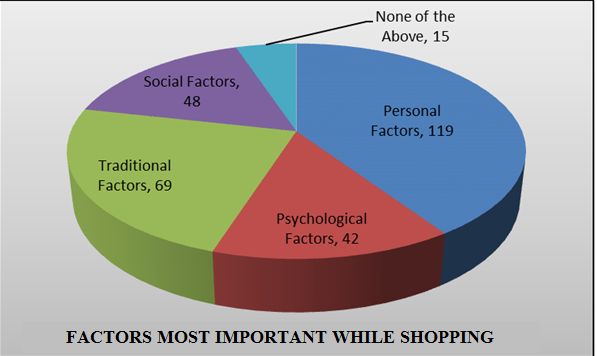 None of the
Above, 15
Social Factors,
48
Personal
Factors, 119
Traditional
Factors, 69
Psychological
Factors, 42
FACTORS MOST IMPORTANT WHILE SHOPPING